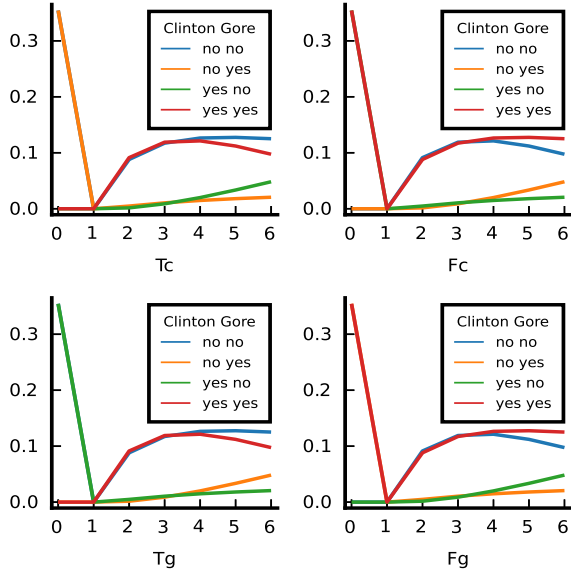 0.3
0.2
0.1
0.0
0 1 2 3 4 5 6
Tc
Clinton Gore
no no
no yes
yes no
yes yes
0.3
0.2
0.1
0.0
0 1 2 3 4 5 6
Fc
Clinton Gore
no no
no yes
yes no
yes yes
0.3
0.2
0.1
0.0
0 1 2 3 4 5 6
Tg
Clinton Gore
no no
no yes
yes no
yes yes
0.3
0.2
0.1
0.0
0 1 2 3 4 5 6
Fg
Clinton Gore
no no
no yes
yes no
yes yes